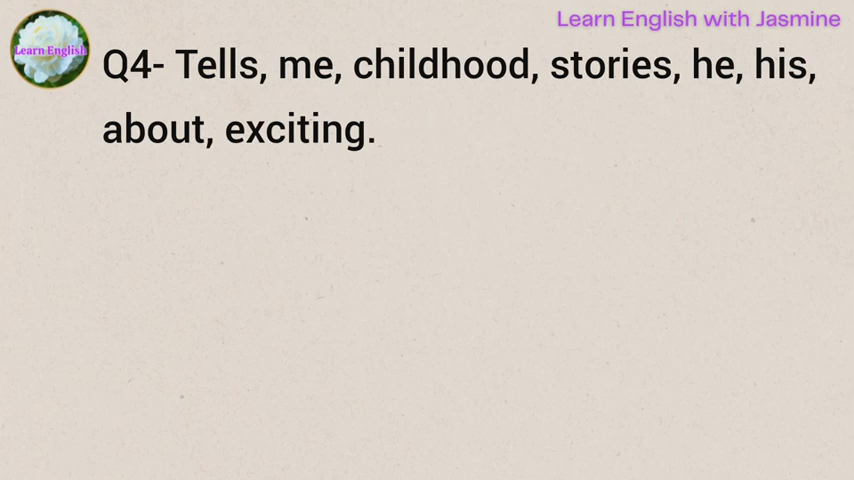 Learn English with Jasmine
Learn English
Q4- Tells, me, childhood, stories, he, his,
about, exciting.